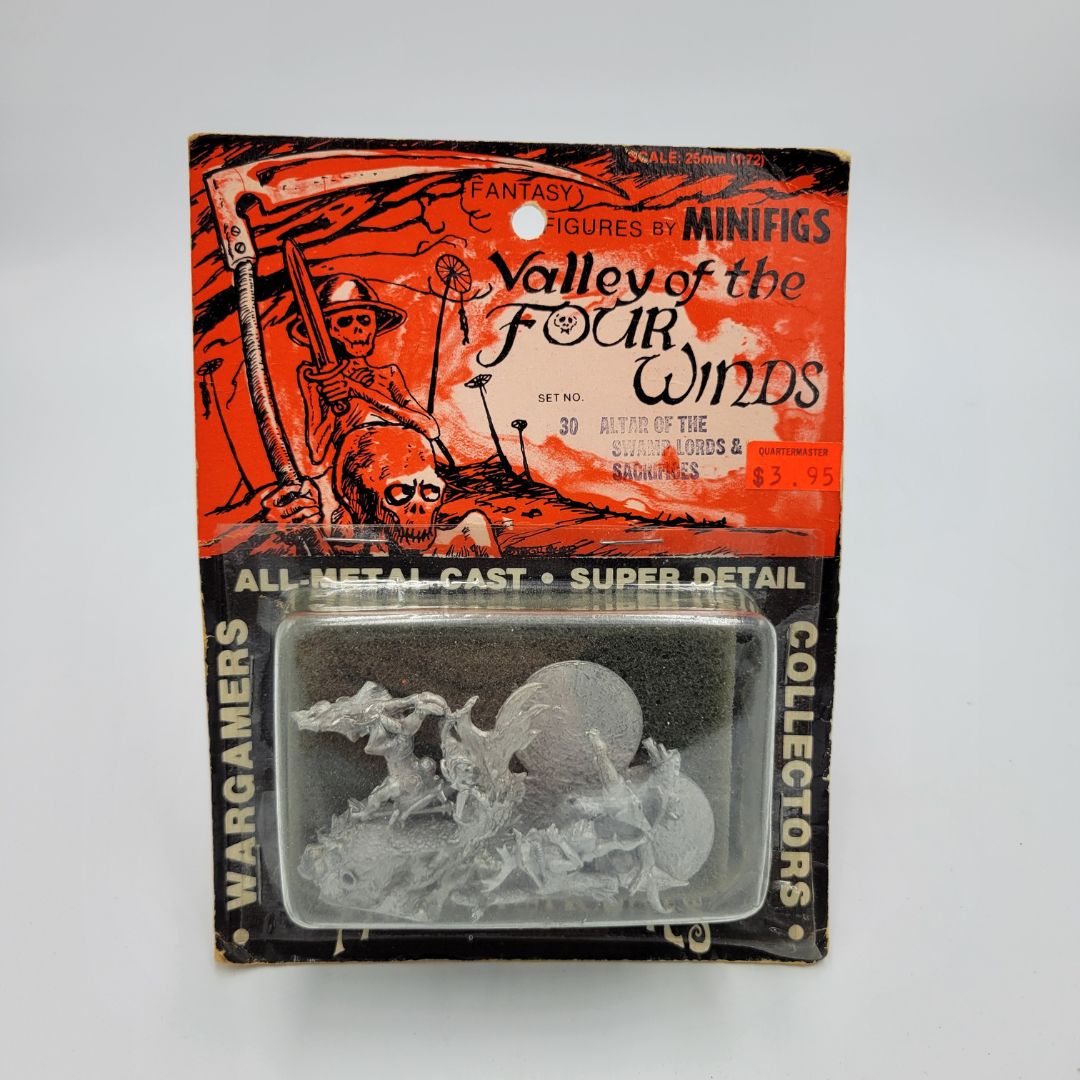 SCALE: 25mm (1:72)
FANTASY
FIGURES BY MINIFIGS
Valley of the
FOUR
WINDS
SET NO.
30 ALTAR OF THE
SWAMP LORDS &
SACRIFICES
QUARTERMASTER
$3.95
ALL-METAL CAST • SUPER DETAIL
• WARGAMERS
COLLECTORS •